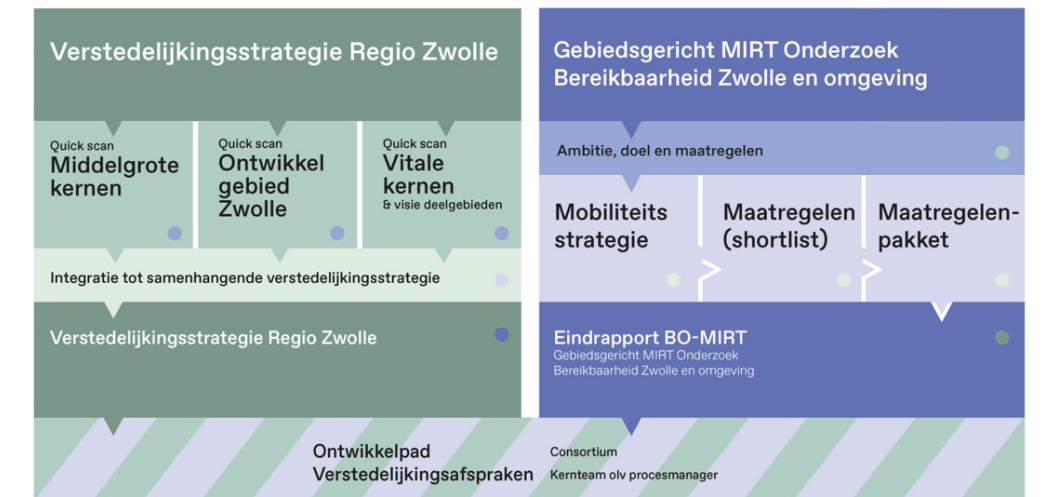 Verstedelijkingsstrategie Regio Zwolle
Quick scan
Middelgrote
kernen
Quick scan
Ontwikkel
gebied
Zwolle
Quick scan
Vitale
kernen
& visie deelgebieden
Integratie tot samenhangende verstedelijkingsstrategie
Verstedelijkingsstrategie Regio Zwolle
Gebiedsgericht MIRT Onderzoek
Bereikbaarheid Zwolle en omgeving
Ambitie, doel en maatregelen
Mobiliteits
strategie
Maatregelen
(shortlist)
Maatregelen-
pakket
Eindrapport BO-MIRT
Gebiedsgericht MIRT Onderzoek
Bereikbaarheid Zwolle en omgeving
Ontwikkelpad
Verstedelijkingsafspraken
Consortium
Kernteam olv procesmanager